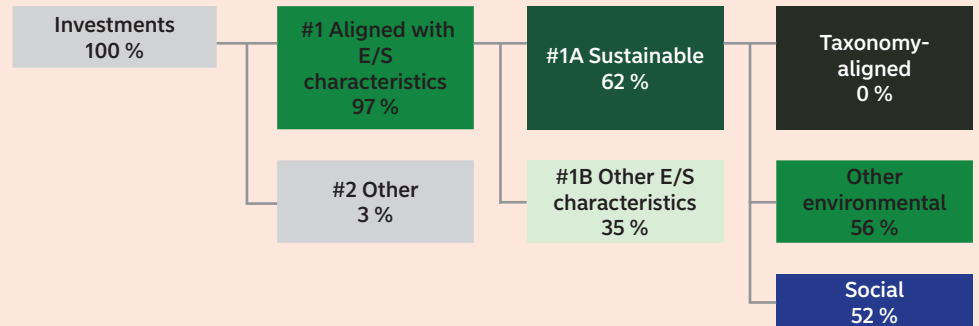 Investments
100 %
#1 Aligned with
E/S
characteristics
97 %
#2 Other
3 %
#1A Sustainable
62 %
#1B Other E/S
characteristics
35 %
Taxonomy-
aligned
0 %
Other
environmental
56 %
Social
52 %